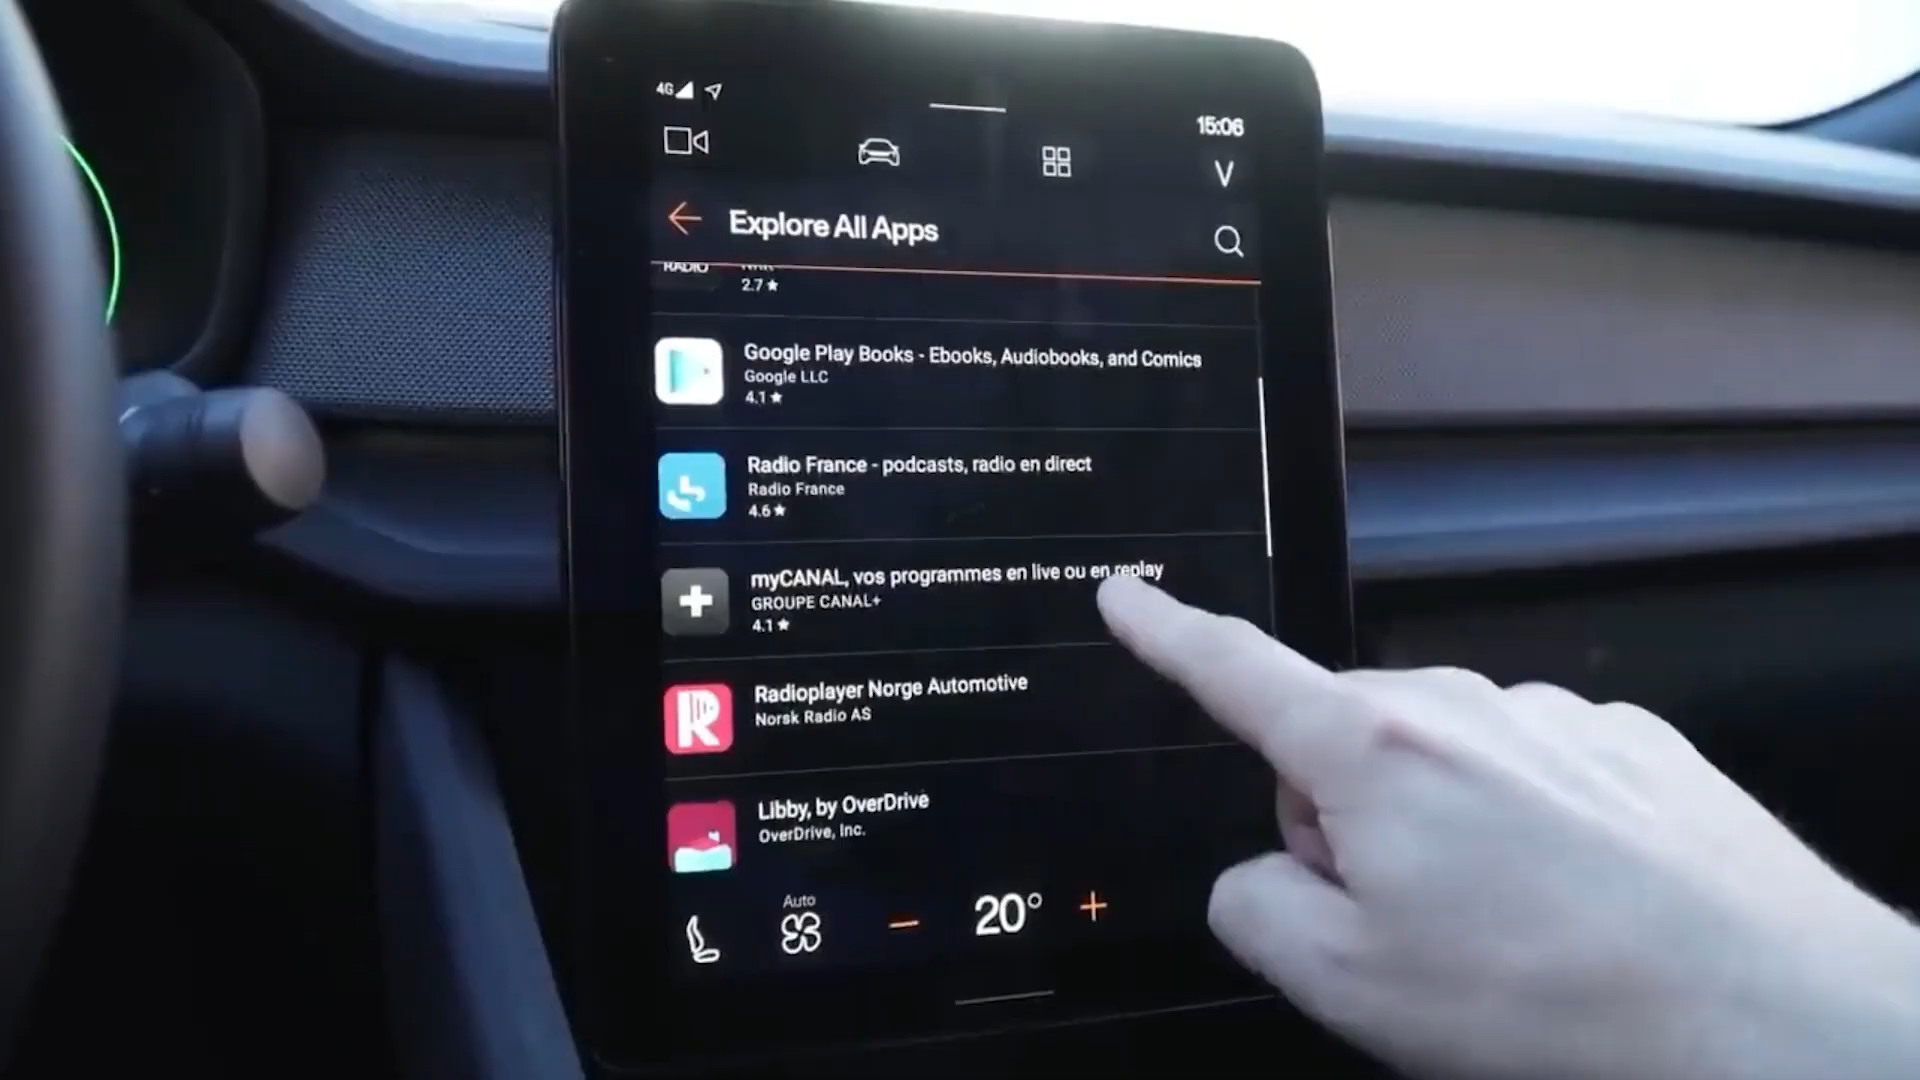 4G
15:06
V
Explore All Apps
RADIO
2.7 ★
Google Play Books - Ebooks, Audiobooks, and Comics
Google LLC
4.1 ★
Radio France - podcasts, radio en direct
Radio France
4.6 ★
myCANAL, vos programmes en live ou en replay
GROUPE CANAL+
4.1 ★
R
Radioplayer Norge Automotive
Norsk Radio AS
Libby, by OverDrive
OverDrive, Inc.
Auto
− 20° +